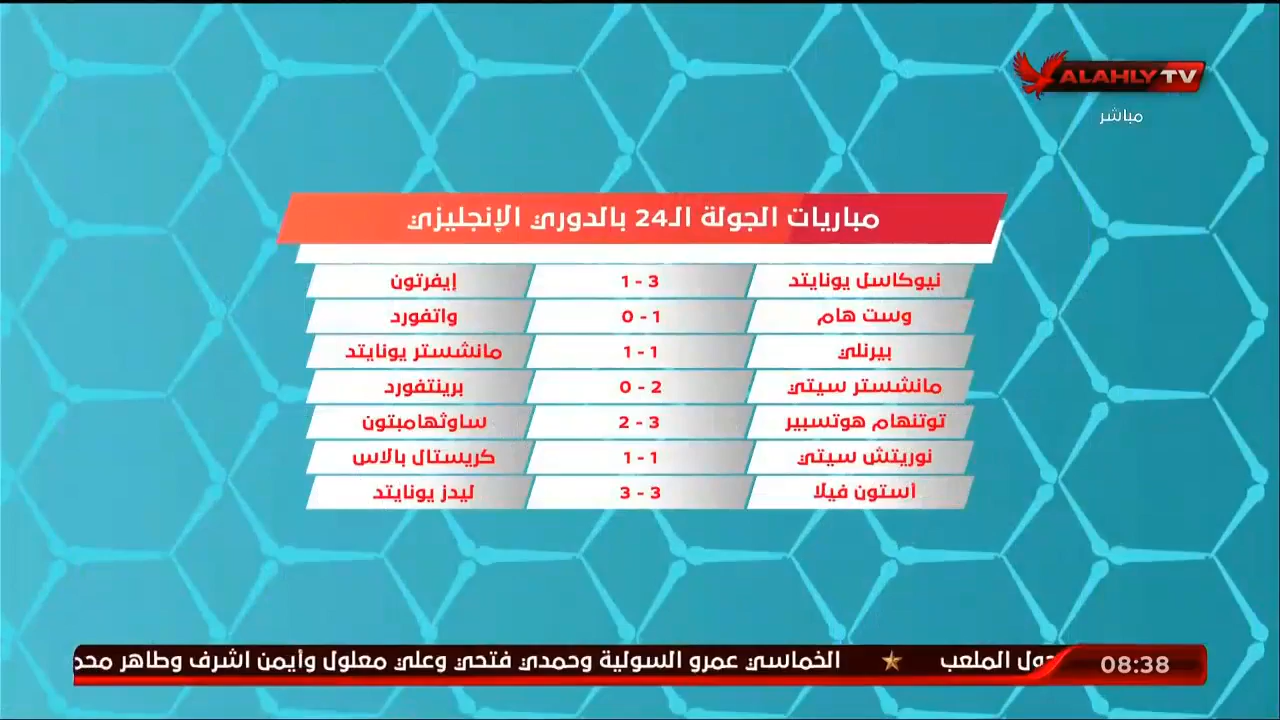 ALAHLY TV
مباشر
مباريات الجولة الـ24 بالدوري الإنجليزي
نيوكاسل يونايتد 3 - 1 إيفرتون
وست هام 1 - 0 واتفورد
بيرنلي 1 - 1 مانشستر يونايتد
مانشستر سيتي 2 - 0 برينتفورد
توتنهام هوتسبير 3 - 2 ساوثهامبتون
نوريتش سيتي 1 - 1 كريستال بالاس
أستون فيلا 3 - 3 ليدز يونايتد
08:38 الملعب ★ الخماسي عمرو السولية وحمدي فتحي وعلي معلول وأيمن اشرف وطاهر محمد